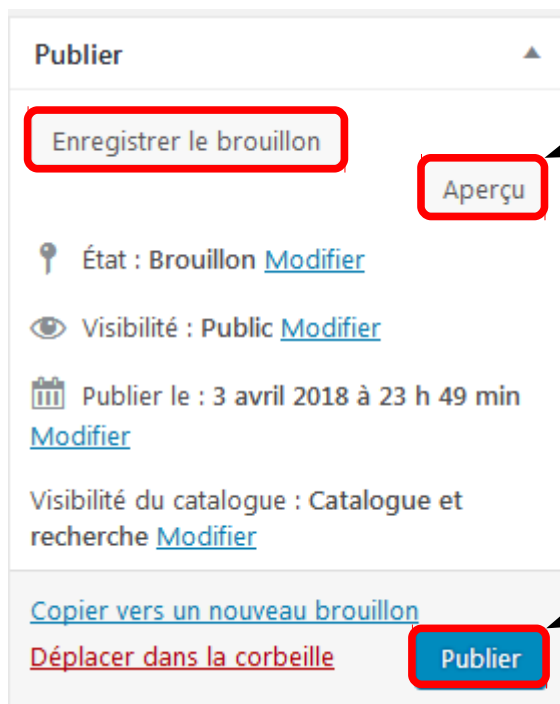 Publier
Enregistrer le brouillon
Aperçu
État : Brouillon Modifier
Visibilité : Public Modifier
Publier le : 3 avril 2018 à 23 h 49 min
Modifier
Visibilité du catalogue : Catalogue et
recherche Modifier
Copier vers un nouveau brouillon
Déplacer dans la corbeille
Publier